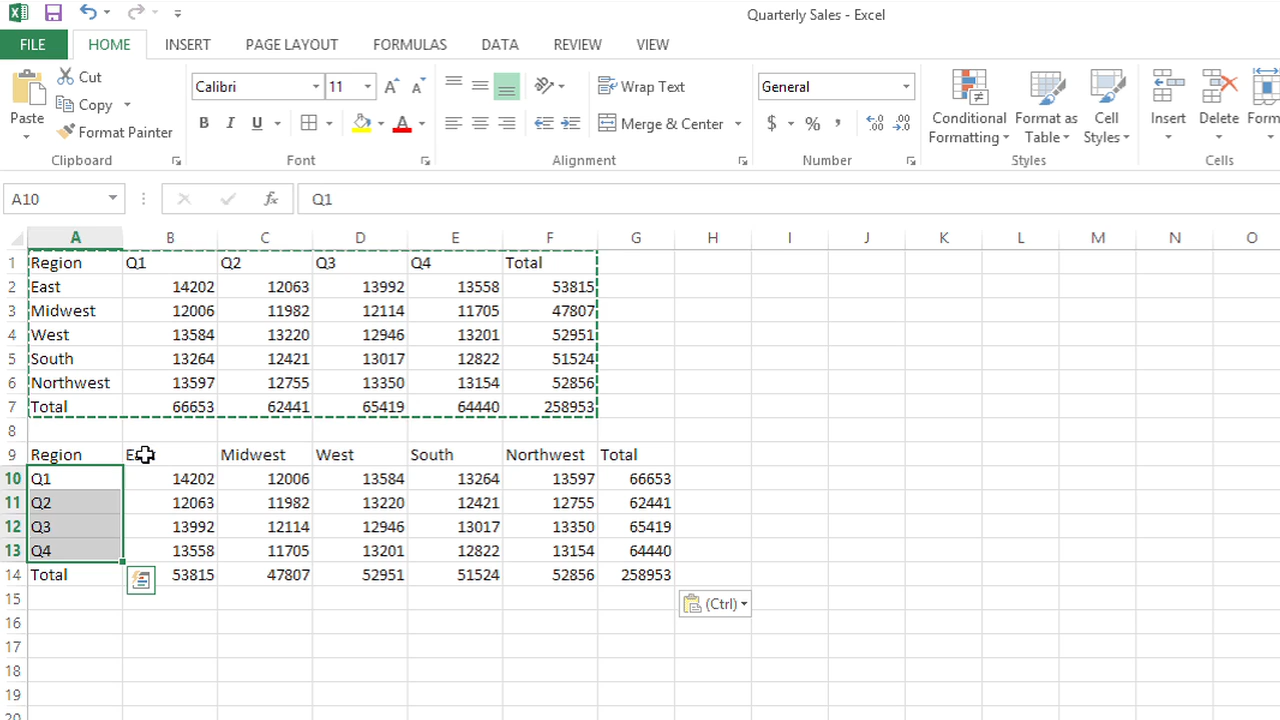 Quarterly Sales - Excel
FILE HOME INSERT PAGE LAYOUT FORMULAS DATA REVIEW VIEW
Cut
Copy
Format Painter
Paste
Clipboard
Calibri 11 A A
B I U A
Font
Wrap Text
Merge & Center
Alignment
General
$ % , .00 .0 →.0 .00
Number
Conditional Formatting
Format as Table
Cell Styles
Styles
Insert Delete Form
Cells
A10 fx Q1
A B C D E F G H I J K L M N O
1 Region Q1 Q2 Q3 Q4 Total
2 East 14202 12063 13992 13558 53815
3 Midwest 12006 11982 12114 11705 47807
4 West 13584 13220 12946 13201 52951
5 South 13264 12421 13017 12822 51524
6 Northwest 13597 12755 13350 13154 52856
7 Total 66653 62441 65419 64440 258953
8
9 Region Midwest West South Northwest Total
10 Q1 14202 12006 13584 13264 13597 66653
11 Q2 12063 11982 13220 12421 12755 62441
12 Q3 13992 12114 12946 13017 13350 65419
13 Q4 13558 11705 13201 12822 13154 64440
14 Total 53815 47807 52951 51524 52856 258953
15
(Ctrl)
16
17
18
19
20